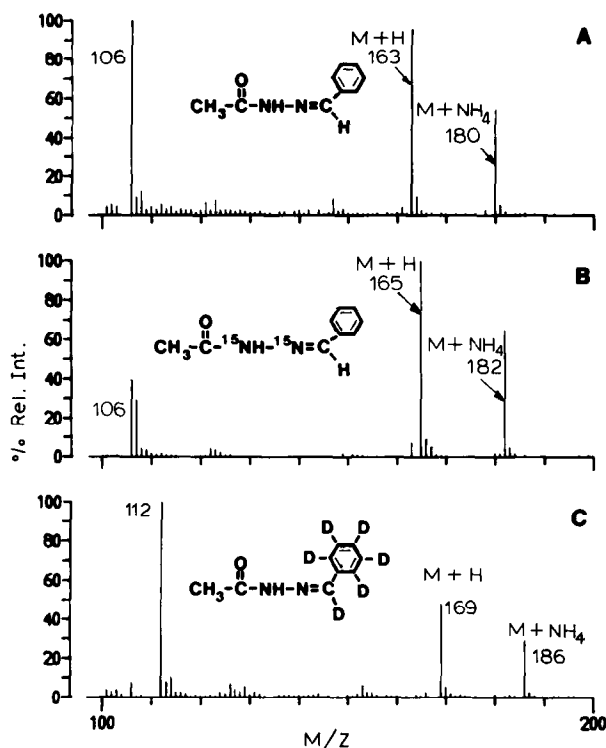 % Rel. Int.
A
100
80
60
40
20
0
106
M+H
163
M+NH4
180
O
CH3-C-NH-N=C
H
B
100
80
60
40
20
0
106
M+H
165
M+NH4
182
O
CH3-C-15NH-15N=C
H
C
100
80
60
40
20
0
112
M+H
169
M+NH4
186
D D
D D
D
O
CH3-C-NH-N=C
D
100 200
M/Z